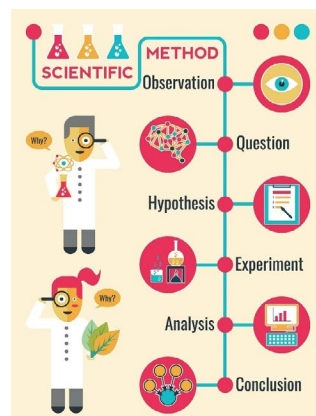 SCIENTIFIC
METHOD
Observation
Why?
Question
Hypothesis
Experiment
Why?
Analysis
Conclusion